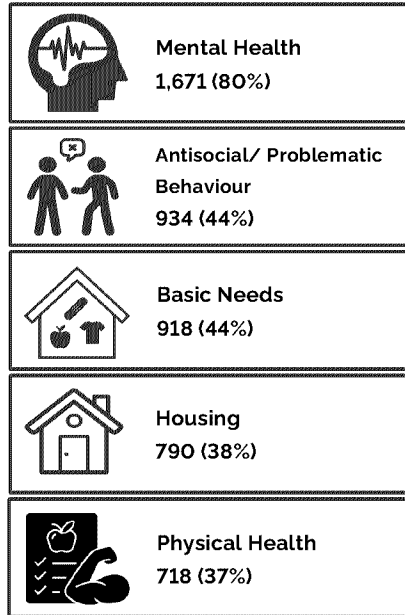 Mental Health
1,671 (80%)
Antisocial/ Problematic
Behaviour
934 (44%)
Basic Needs
918 (44%)
Housing
790 (38%)
Physical Health
718 (37%)